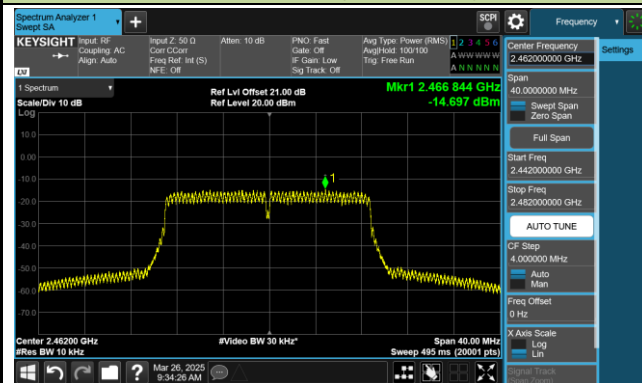 Spectrum Analyzer 1
Swept SA
SCPI
Frequency
KEYSIGHT
Input: RF
Coupling: AC
Align: Auto
Input Z: 50 Ω
Corr CCorr
Freq Ref: Int (S)
NFE: Off
Atten: 10 dB
PNO: Fast
Gate: Off
IF Gain: Low
Sig Track: Off
Avg Type: Power (RMS)
Avg|Hold: 100/100
Trig: Free Run
1 2 3 4 5 6
A W W W W W
A N N N N N
LXI
1 Spectrum
Scale/Div 10 dB
Ref Lvl Offset 21.00 dB
Ref Level 20.00 dBm
Mkr1 2.466 844 GHz
-14.697 dBm
Log
10.0
0.00
-10.0
-20.0
-30.0
-40.0
-50.0
-60.0
-70.0
1
Center 2.46200 GHz
#Res BW 10 kHz
#Video BW 30 kHz*
Span 40.00 MHz
Sweep 495 ms (20001 pts)
Center Frequency
2.462000000 GHz
Settings
Span
40.0000000 MHz
Swept Span
Zero Span
Full Span
Start Freq
2.442000000 GHz
Stop Freq
2.482000000 GHz
AUTO TUNE
CF Step
4.000000 MHz
Auto
Man
Freq Offset
0 Hz
X Axis Scale
Log
Lin
Signal Track
(Span Zoom)
Mar 26, 2025
9:34:26 AM